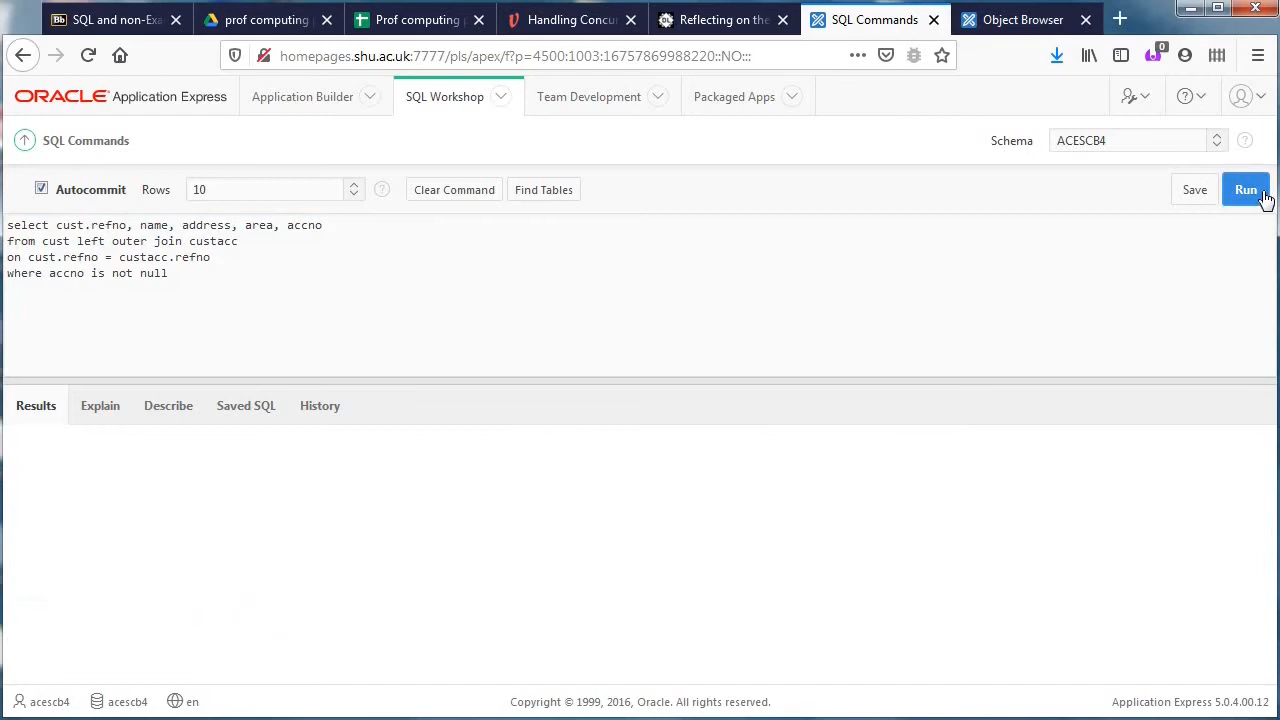 SQL and non-Exa
prof computing
Prof computing
Handling Concu
Reflecting on the
SQL Commands
Object Browser
homepages.shu.ac.uk:7777/pls/apex/f?p=4500:1003:16757869988220::NO:::
0
ORACLE Application Express
Application Builder
SQL Workshop
Team Development
Packaged Apps
SQL Commands
Schema
ACESCB4
Autocommit
Rows
10
Clear Command
Find Tables
Save
Run
select cust.refno, name, address, area, accno
from cust left outer join custacc
on cust.refno = custacc.refno
where accno is not null
Results
Explain
Describe
Saved SQL
History
acescb4
acescb4
en
Copyright © 1999, 2016, Oracle. All rights reserved.
Application Express 5.0.4.00.12